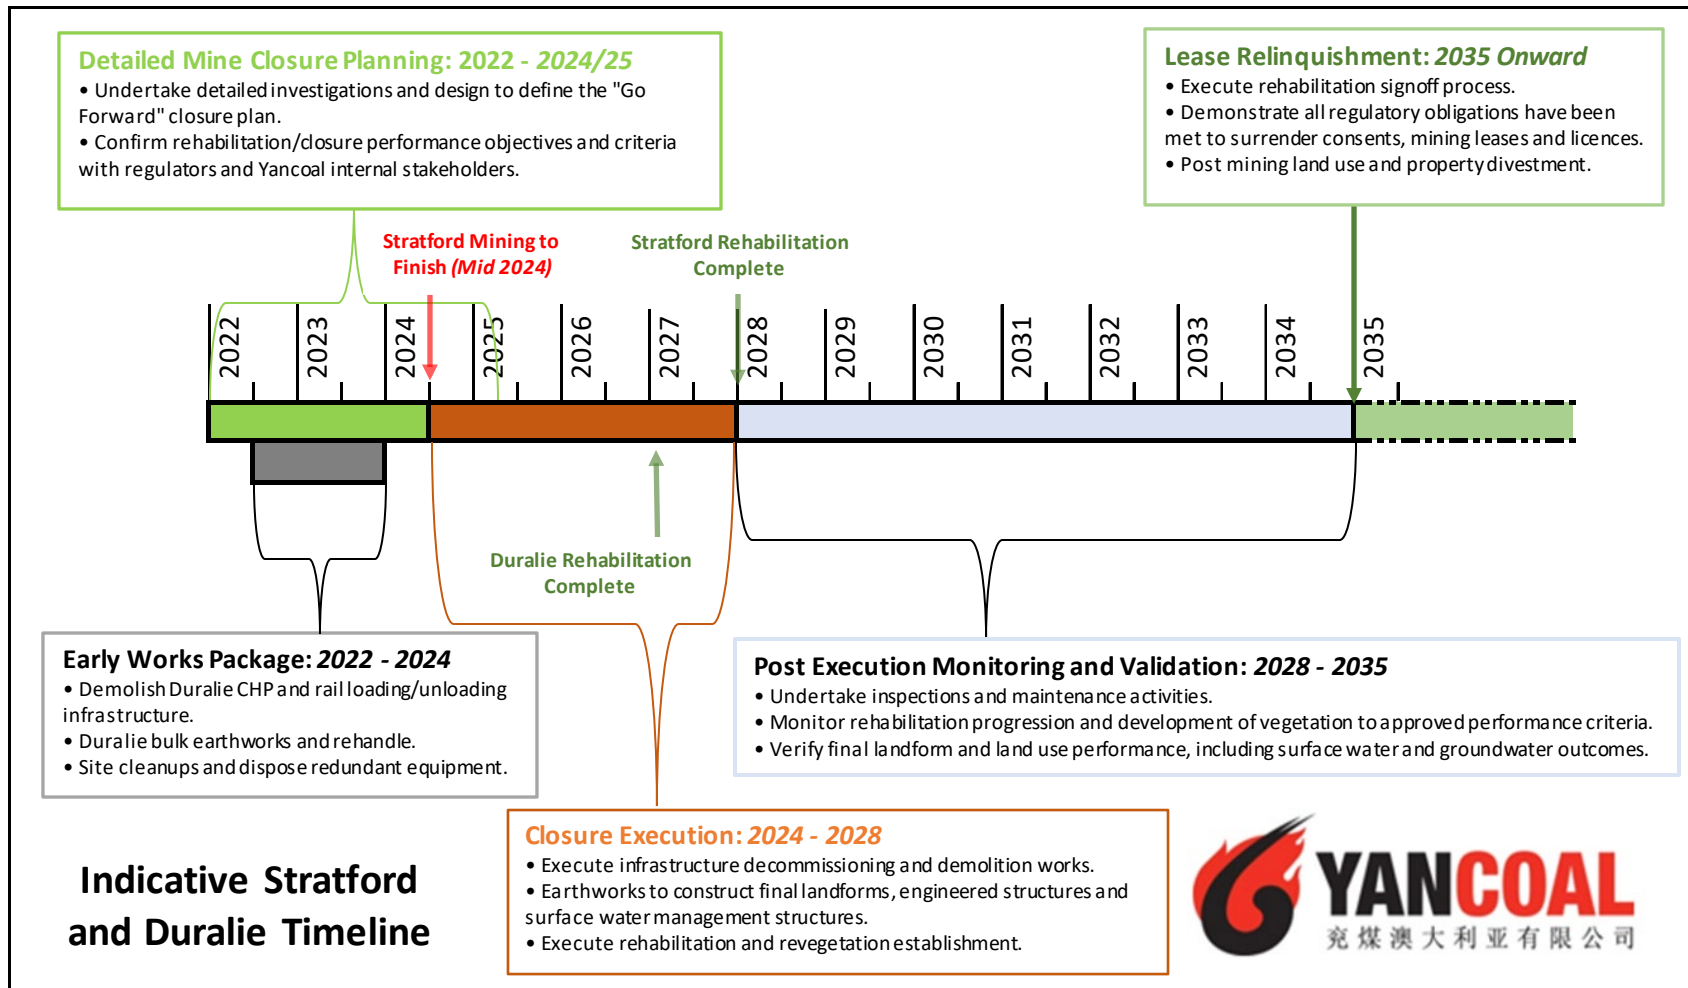 Detailed Mine Closure Planning: 2022 - 2024/25
• Undertake detailed investigations and design to define the "Go
Forward" closure plan.
• Confirm rehabilitation/closure performance objectives and criteria
with regulators and Yancoal internal stakeholders.
Lease Relinquishment: 2035 Onward
• Execute rehabilitation signoff process.
• Demonstrate all regulatory obligations have been
met to surrender consents, mining leases and licences.
• Post mining land use and property divestment.
Stratford Mining to
Finish (Mid 2024)
Stratford Rehabilitation
Complete
2022
2023
2024
2025
2026
2027
2028
2029
2030
2031
2032
2033
2034
2035
Duralie Rehabilitation
Complete
Early Works Package: 2022 - 2024
• Demolish Duralie CHP and rail loading/unloading
infrastructure.
• Duralie bulk earthworks and rehandle.
• Site cleanups and dispose redundant equipment.
Post Execution Monitoring and Validation: 2028 - 2035
• Undertake inspections and maintenance activities.
• Monitor rehabilitation progression and development of vegetation to approved performance criteria.
• Verify final landform and land use performance, including surface water and groundwater outcomes.
Closure Execution: 2024 - 2028
• Execute infrastructure decommissioning and demolition works.
• Earthworks to construct final landforms, engineered structures and
surface water management structures.
• Execute rehabilitation and revegetation establishment.
Indicative Stratford
and Duralie Timeline
YANCOAL
兖煤澳大利亚有限公司